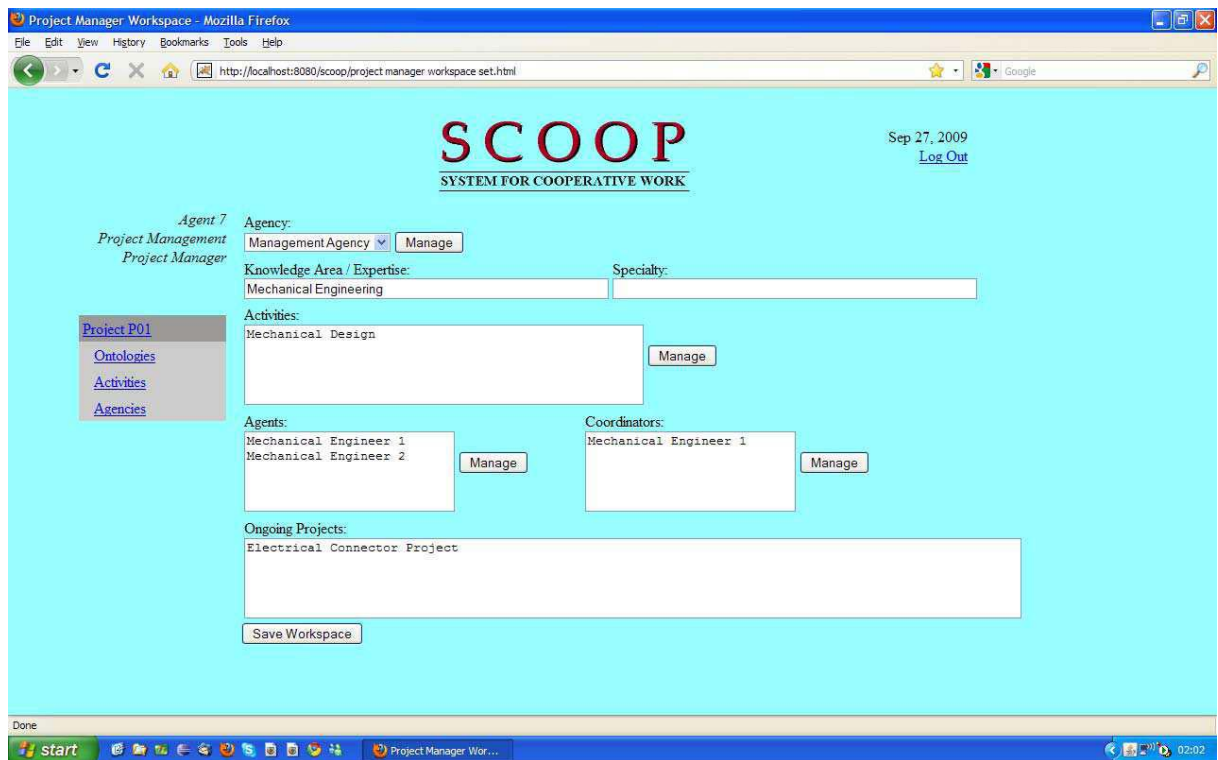 Project Manager Workspace - Mozilla Firefox
File Edit View History Bookmarks Tools Help
http://localhost:8080/scoop/project manager workspace set.html
Google
SCOOP
SYSTEM FOR COOPERATIVE WORK
Sep 27, 2009
Log Out
Agent 7
Project Management
Project Manager
Project P01
Ontologies
Activities
Agencies
Agency:
Management Agency Manage
Knowledge Area / Expertise: Specialty:
Mechanical Engineering
Activities:
Mechanical Design
Manage
Agents: Coordinators:
Mechanical Engineer 1 Mechanical Engineer 1
Mechanical Engineer 2
Manage Manage
Ongoing Projects:
Electrical Connector Project
Save Workspace
Done
start Project Manager Wor... 02:02